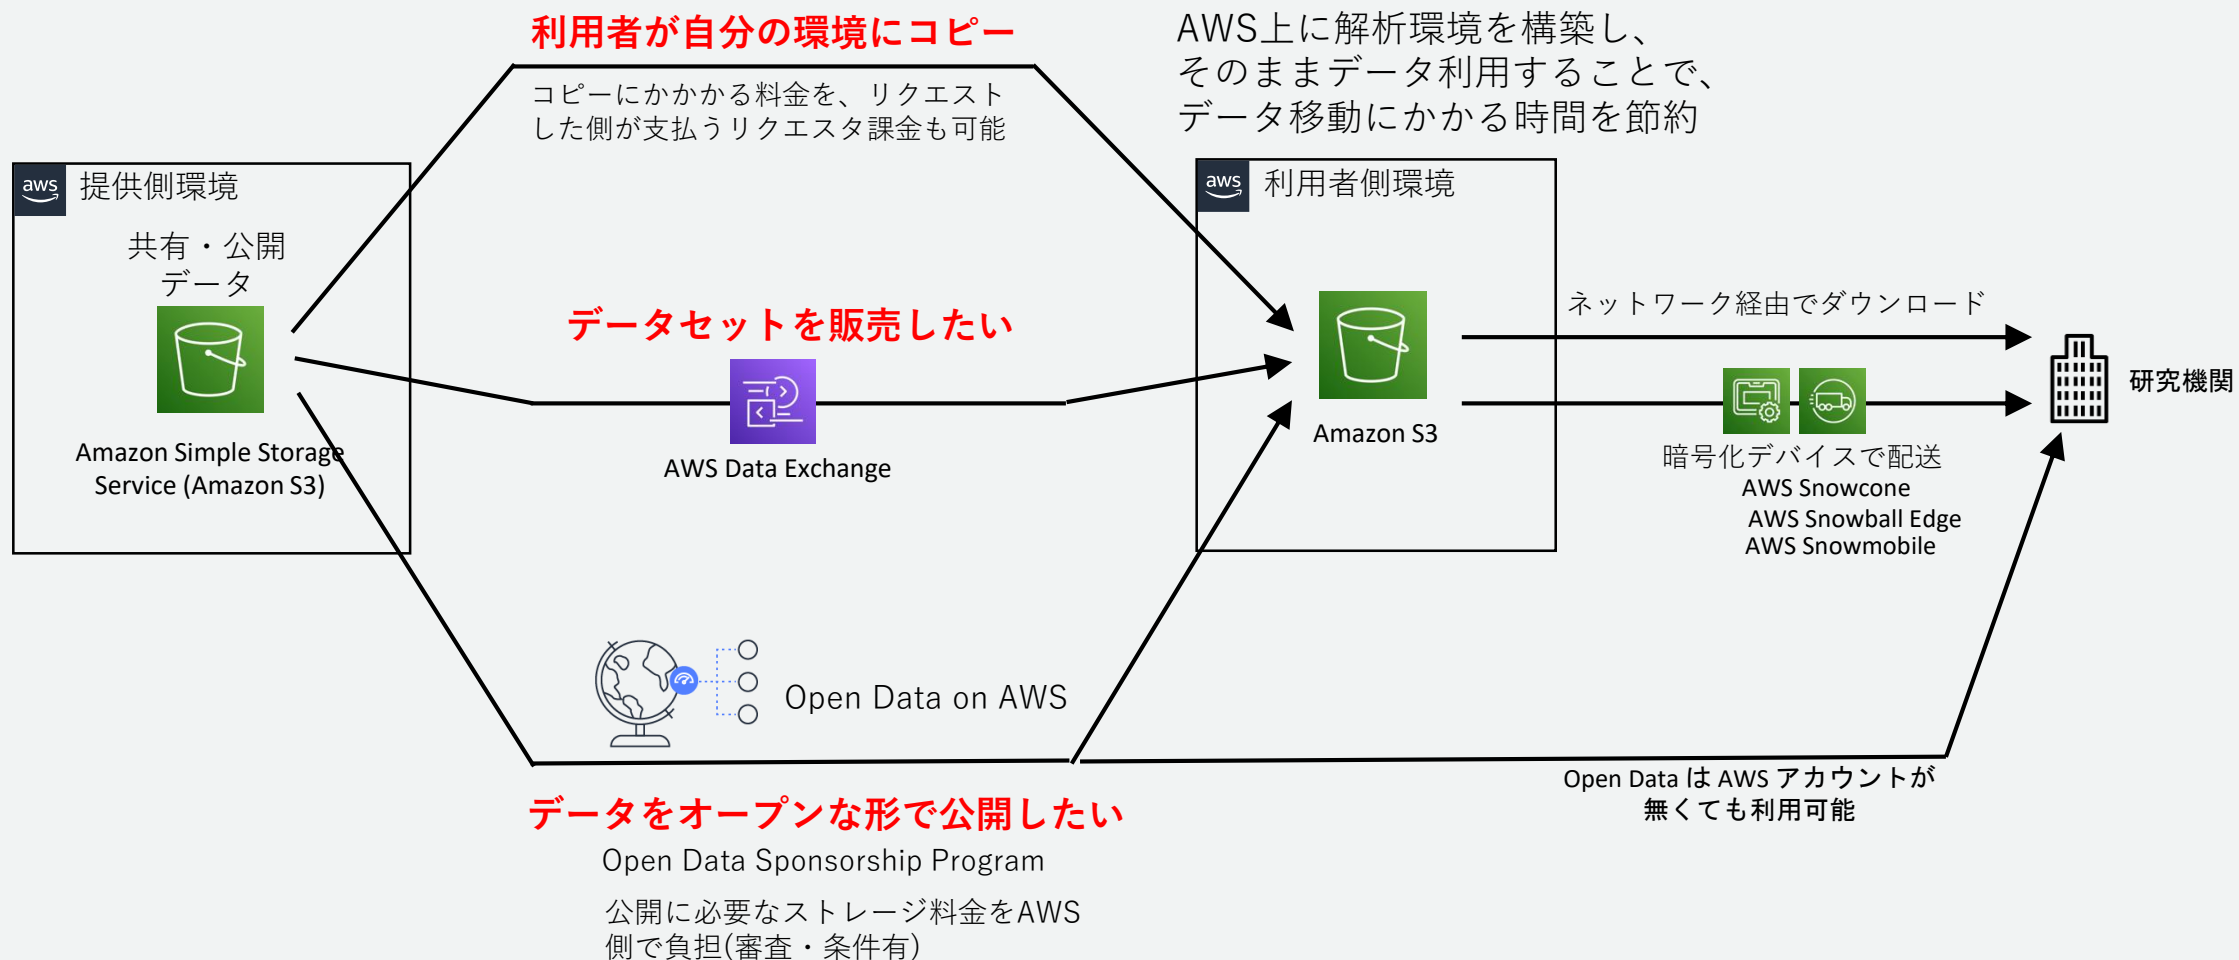 利用者が自分の環境にコピー
コピーにかかかる料金を、リクエスト
した側が支払うリクエスタ課金も可能
AWS上に解析環境を構築し、
そのままデータ利用することで、
データ移動にかかる時間を節約
aws
提供側環境
共有・公開
データ
Amazon Simple Storage
Service (Amazon S3)
データセットを販売したい
AWS Data Exchange
aws
利用者側環境
Amazon S3
ネットワーク経由でダウンロード
研究機関
暗号化デバイスで配送
AWS Snowcone
AWS Snowball Edge
AWS Snowmobile
Open Data on AWS
データをオープンな形で公開したい
Open Data Sponsorship Program
公開に必要なストレージ料金をAWS
側で負担(審査・条件有)
Open Data は AWS アカウントが
無くても利用可能